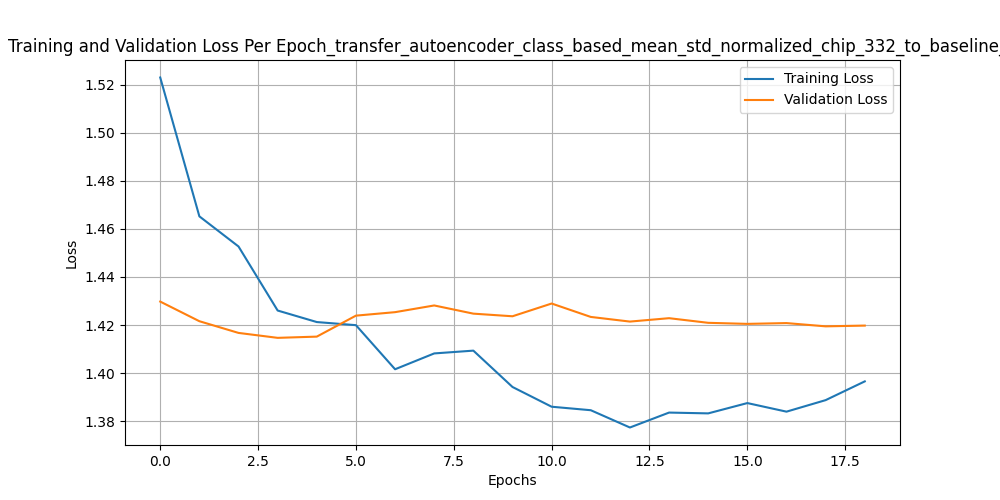 Training and Validation Loss Per Epoch_transfer_autoencoder_class_based_mean_std_normalized_chip_332_to_baseline_
Training Loss
Validation Loss
1.52
1.50
1.48
1.46
1.44
1.42
1.40
1.38
Loss
0.0 2.5 5.0 7.5 10.0 12.5 15.0 17.5
Epochs